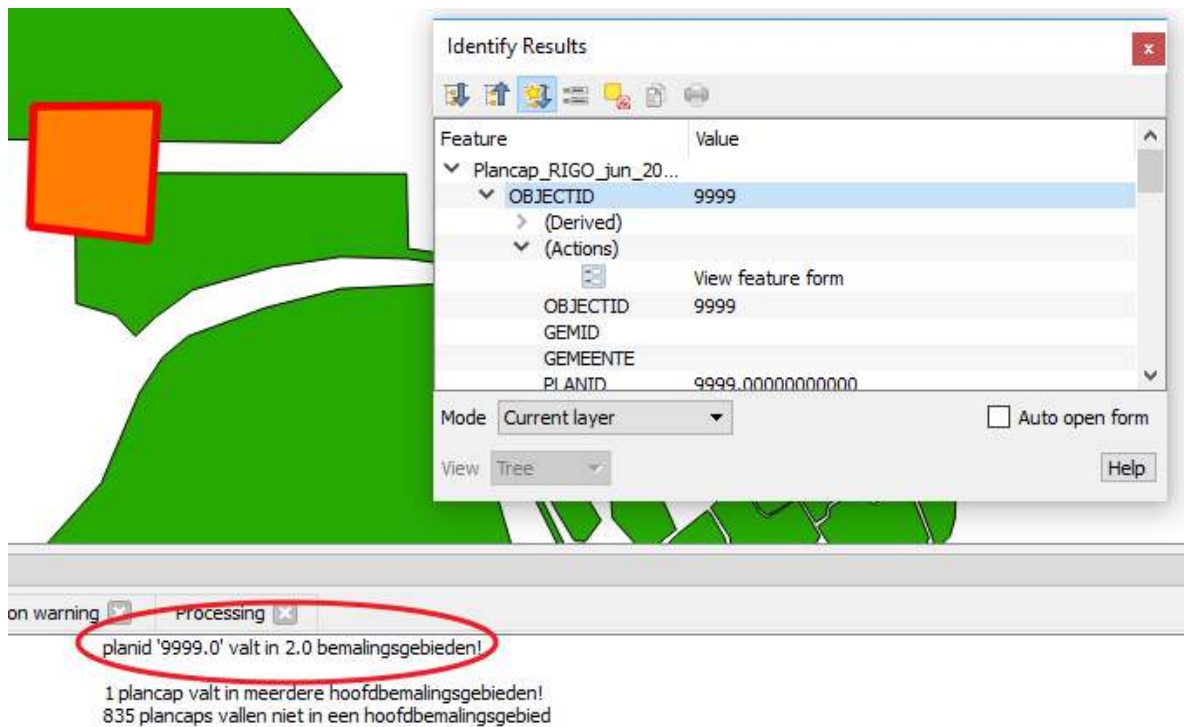 Identify Results
x
Feature Value
Plancap_RIGO_jun_20...
OBJECTID 9999
(Derived)
(Actions)
View feature form
OBJECTID 9999
GEMID
GEMEENTE
PLANID 9999.00000000000
Mode Current layer Auto open form
View Tree Help
on warning Processing
planid '9999.0' valt in 2.0 bemalingsgebieden!
1 plancap valt in meerdere hoofdbemalingsgebieden!
835 plancaps vallen niet in een hoofdbemalingsgebied